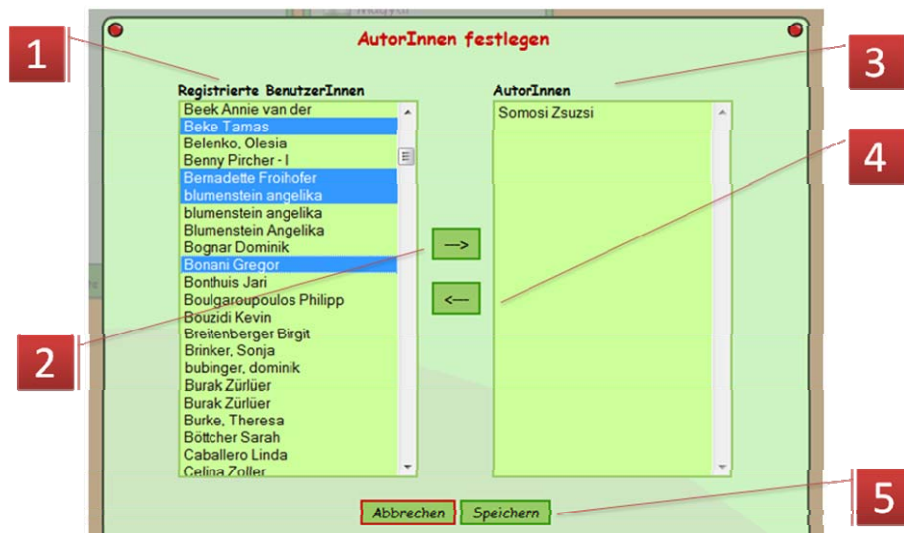 Magyar
AutorInnen festlegen
1
3
Registrierte BenutzerInnen
AutorInnen
Beek Annie van der
Beke Tamas
Belenko, Olesia
Benny Pircher - I
Bernadette Froihofer
blumenstein angelika
blumenstein angelika
Blumenstein Angelika
Bognar Dominik
Bonani Gregor
Bonthuis Jari
Boulgaroupoulos Philipp
Bouzidi Kevin
Breitenberger Birgit
Brinker, Sonja
bubinger, dominik
Burak Zürlüer
Burak Zürlüer
Burke, Theresa
Böttcher Sarah
Caballero Linda
Celina Zoller
Somosi Zsuzsi
4
--->
<---
2
Abbrechen
Speichern
5